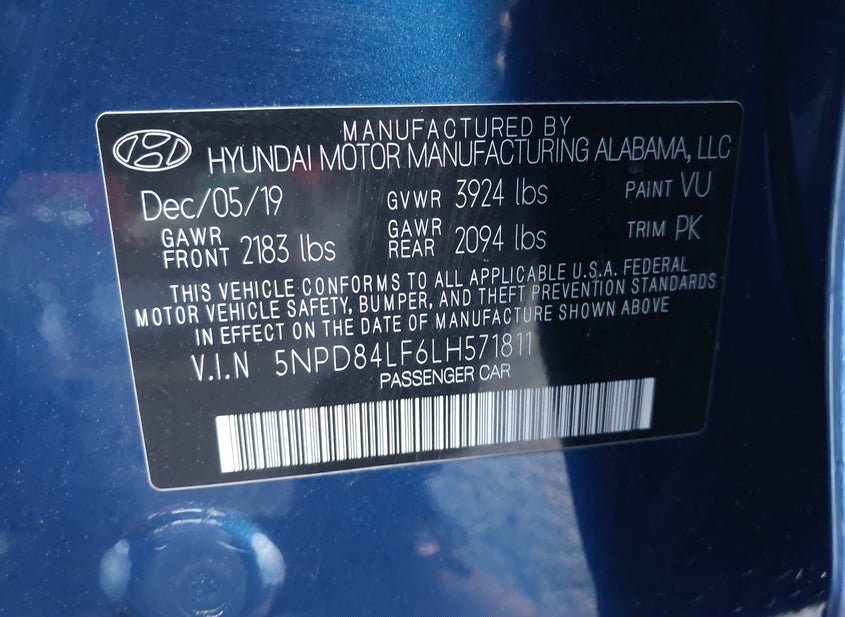 MANUFACTURED BY
HYUNDAI MOTOR MANUFACTURING ALABAMA, LLC
Dec/05/19 GVWR 3924 lbs PAINT VU
GAWR FRONT 2183 lbs GAWR REAR 2094 lbs TRIM PK
THIS VEHICLE CONFORMS TO ALL APPLICABLE U.S.A. FEDERAL
MOTOR VEHICLE SAFETY, BUMPER, AND THEFT PREVENTION STANDARDS
IN EFFECT ON THE DATE OF MANUFACTURE SHOWN ABOVE
V.I.N 5NPD84LF6LH571811
PASSENGER CAR